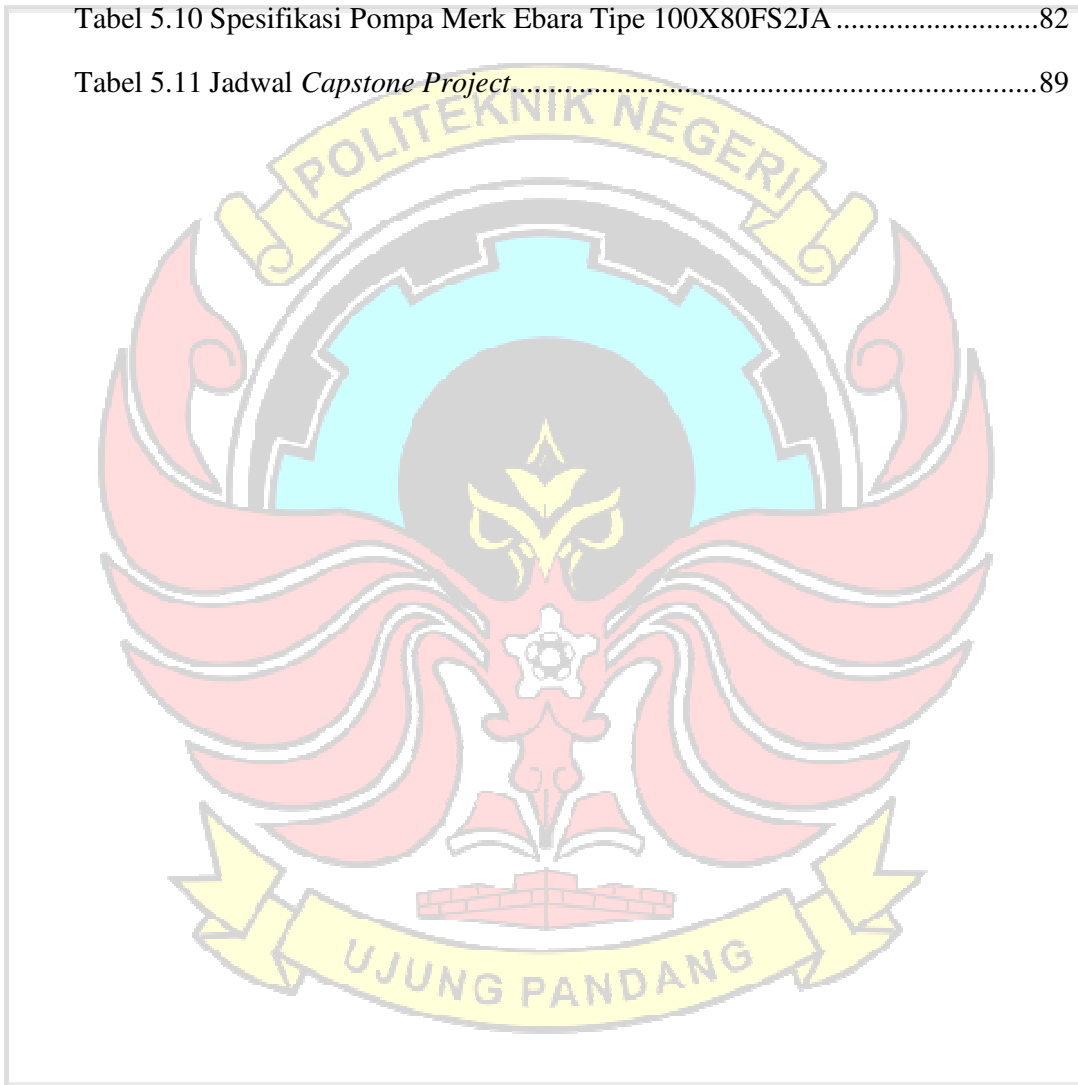 Tabel 5.10 Spesifikasi Pompa Merk Ebara Tipe 100X80FS2JA...........................82
Tabel 5.11 Jadwal Capstone Project..................................................................89
POLITEKNIK NEGERI
UJUNG PANDANG